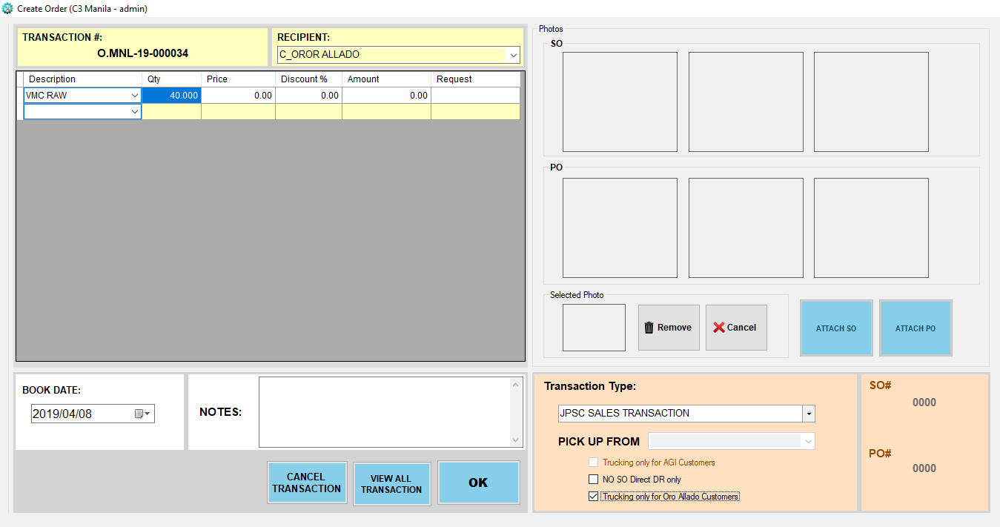 Create Order (C3 Manila - admin)
TRANSACTION #:
O.MNL-19-000034
RECIPIENT:
C_OROR ALLADO
Description Qty Price Discount % Amount Request
VMC RAW 40.000 0.00 0.00 0.00
BOOK DATE:
2019/04/08
NOTES:
CANCEL
TRANSACTION
VIEW ALL
TRANSACTION
OK
Photos
SO
PO
Selected Photo
Remove
Cancel
ATTACH SO
ATTACH PO
Transaction Type:
JPSC SALES TRANSACTION
PICK UP FROM
Trucking only for AGI Customers
NO SO Direct DR only
Trucking only for Oro Allado Customers
SO#
0000
PO#
0000